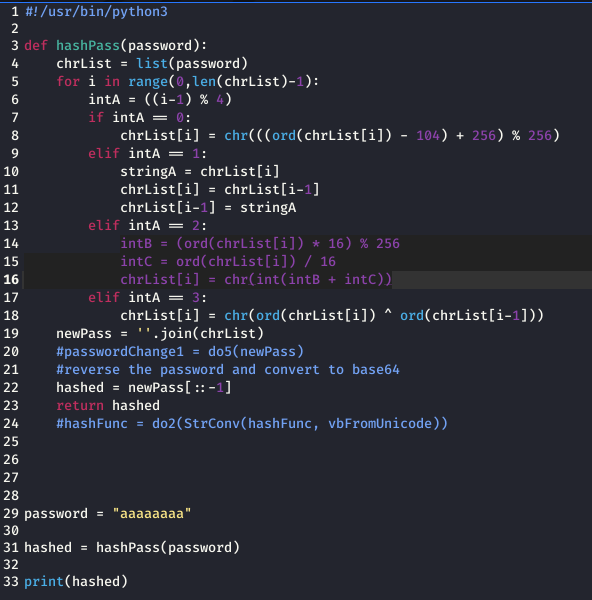 1 #!/usr/bin/python3
2
3 def hashPass(password):
4     chrList = list(password)
5     for i in range(0,len(chrList)-1):
6         intA = ((i-1) % 4)
7         if intA == 0:
8             chrList[i] = chr(((ord(chrList[i]) - 104) + 256) % 256)
9         elif intA == 1:
10             stringA = chrList[i]
11             chrList[i] = chrList[i-1]
12             chrList[i-1] = stringA
13         elif intA == 2:
14             intB = (ord(chrList[i]) * 16) % 256
15             intC = ord(chrList[i]) / 16
16             chrList[i] = chr(int(intB + intC))
17         elif intA == 3:
18             chrList[i] = chr(ord(chrList[i]) ^ ord(chrList[i-1]))
19     newPass = ''.join(chrList)
20     #passwordChange1 = do5(newPass)
21     #reverse the password and convert to base64
22     hashed = newPass[::-1]
23     return hashed
24     #hashFunc = do2(StrConv(hashFunc, vbFromUnicode))
25
26
27
28
29 password = "aaaaaaaa"
30
31 hashed = hashPass(password)
32
33 print(hashed)